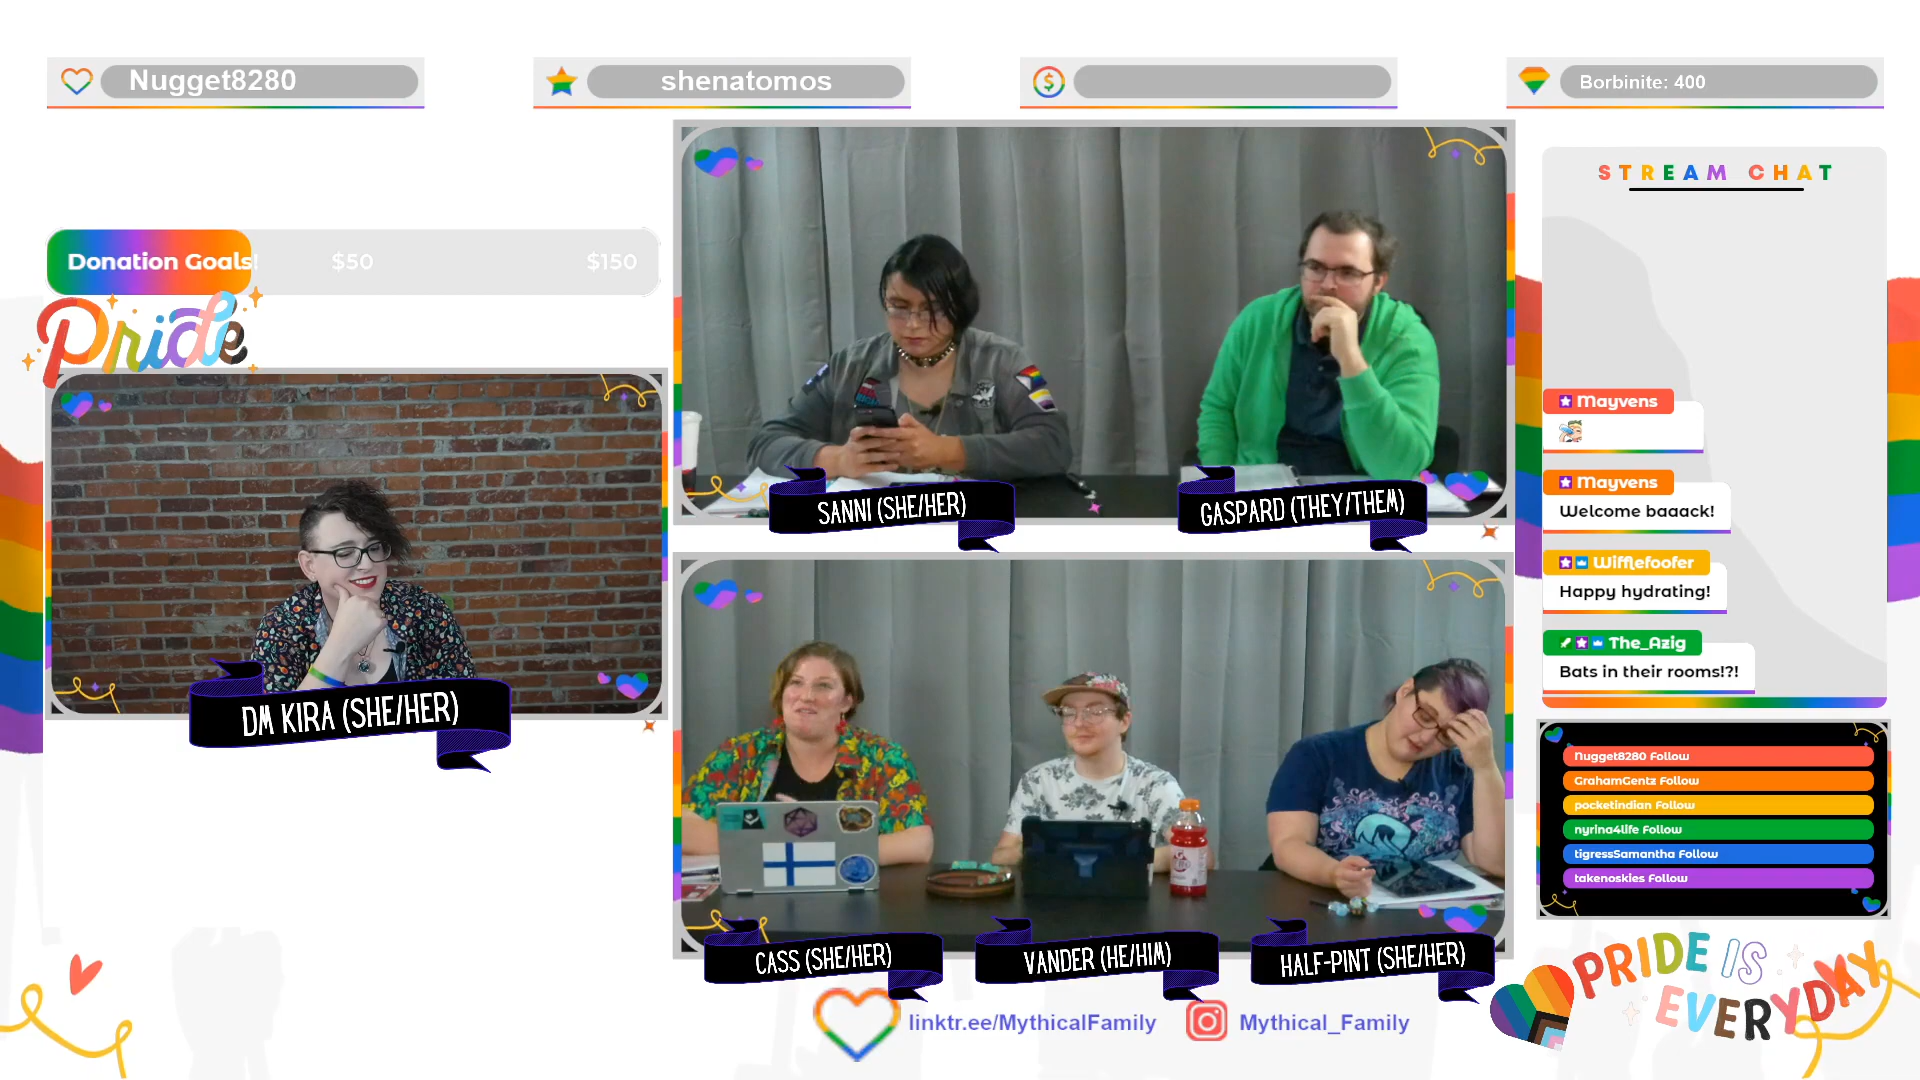 Nugget8280
shenatomos
Borbinite: 400
STREAM CHAT
Donation Goals!
$50
$150
Pride
Mayvens
Mayvens
Welcome baaack!
Wifflefoofer
Happy hydrating!
The_Azig
Bats in their rooms!?!
SANNI (SHE/HER)
GASPARD (THEY/THEM)
DM KIRA (SHE/HER)
Nugget8280 Follow
GrahamGentz Follow
pocketindian Follow
nyrina4life Follow
tigressSamantha Follow
takenoskies Follow
CASS (SHE/HER)
VANDER (HE/HIM)
HALF-PINT (SHE/HER)
linktr.ee/MythicalFamily
Mythical_Family
PRIDE IS
EVERYDAY